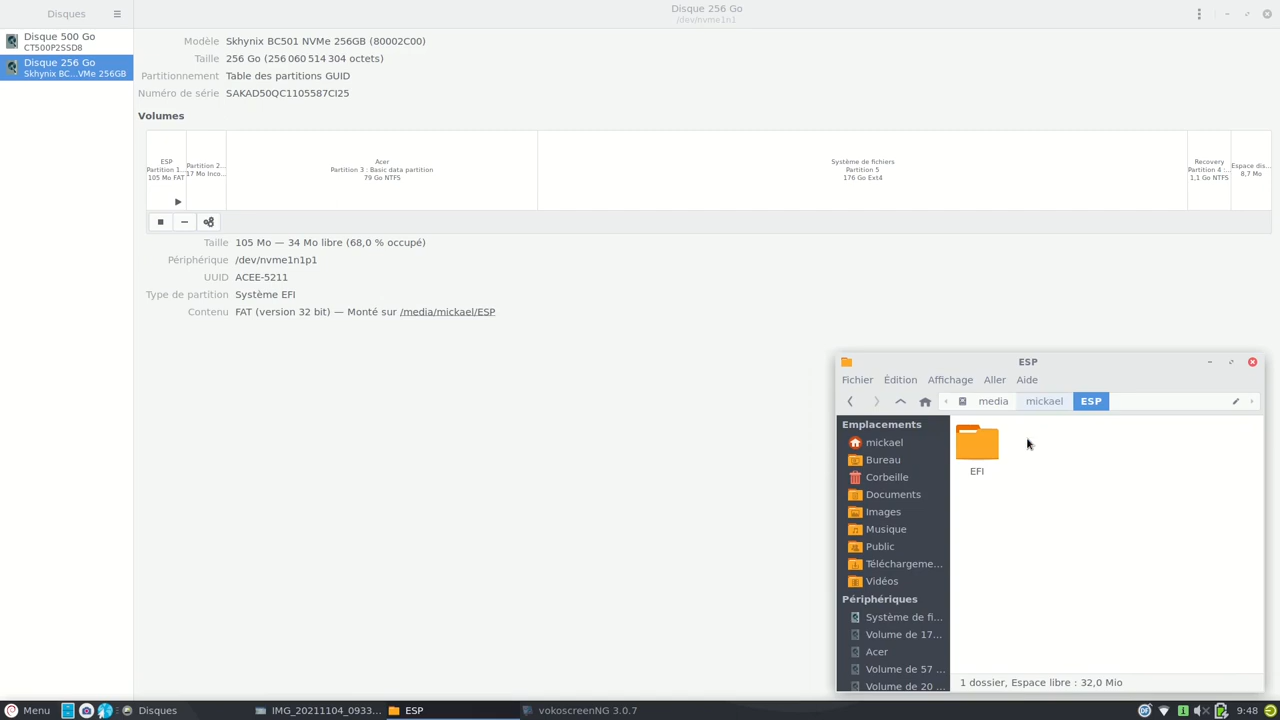 Disques
Disque 256 Go
/dev/nvme1n1
Disque 500 Go
CT500P2SSD8
Disque 256 Go
Skhynix BC...VMe 256GB
Modèle Skhynix BC501 NVMe 256GB (80002C00)
Taille 256 Go (256 060 514 304 octets)
Partitionnement Table des partitions GUID
Numéro de série SAKAD50QC1105587CI25
Volumes
ESP
Partition 1...
105 Mo FAT
Partition 2...
17 Mo Inco...
Acer
Partition 3 : Basic data partition
79 Go NTFS
Système de fichiers
Partition 5
176 Go Ext4
Recovery
Partition 4 ...
1,1 Go NTFS
Espace dis...
8,7 Mo
Taille 105 Mo — 34 Mo libre (68,0 % occupé)
Périphérique /dev/nvme1n1p1
UUID ACEE-5211
Type de partition Système EFI
Contenu FAT (version 32 bit) — Monté sur /media/mickael/ESP
ESP
Fichier Édition Affichage Aller Aide
media mickael ESP
Emplacements
mickael
Bureau
Corbeille
Documents
Images
Musique
Public
Téléchargeme...
Vidéos
Périphériques
Système de fi...
Volume de 17...
Acer
Volume de 57 ...
Volume de 20 ...
EFI
1 dossier, Espace libre : 32,0 Mio
Menu Disques IMG_20211104_0933... ESP vokoscreenNG 3.0.7 9:48